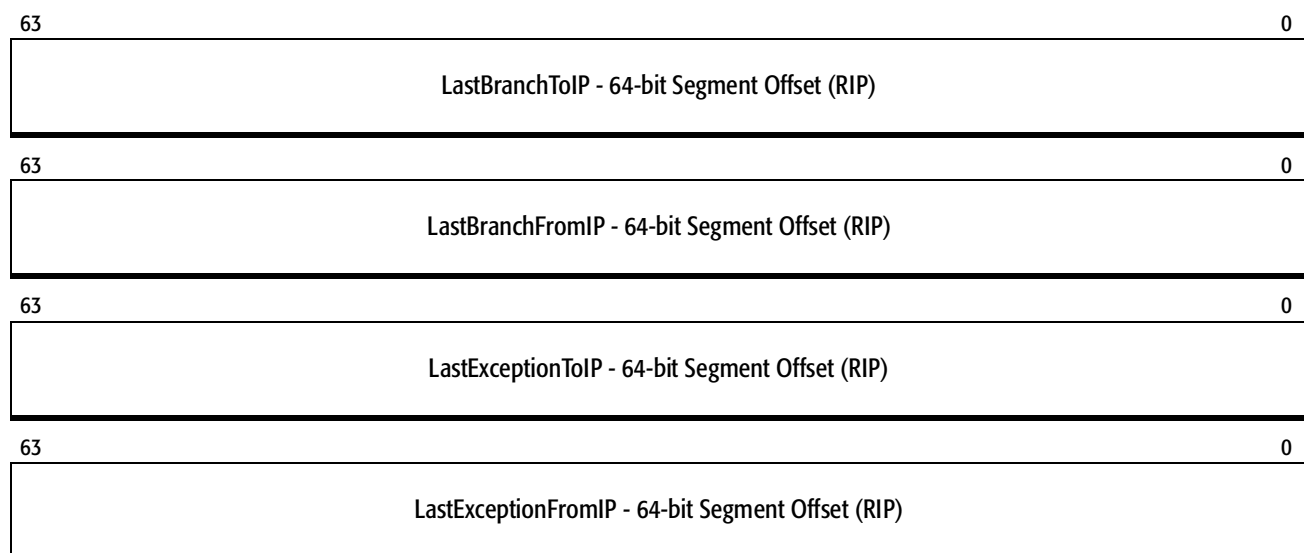 63 0
LastBranchToIP - 64-bit Segment Offset (RIP)
63 0
LastBranchFromIP - 64-bit Segment Offset (RIP)
63 0
LastExceptionToIP - 64-bit Segment Offset (RIP)
63 0
LastExceptionFromIP - 64-bit Segment Offset (RIP)